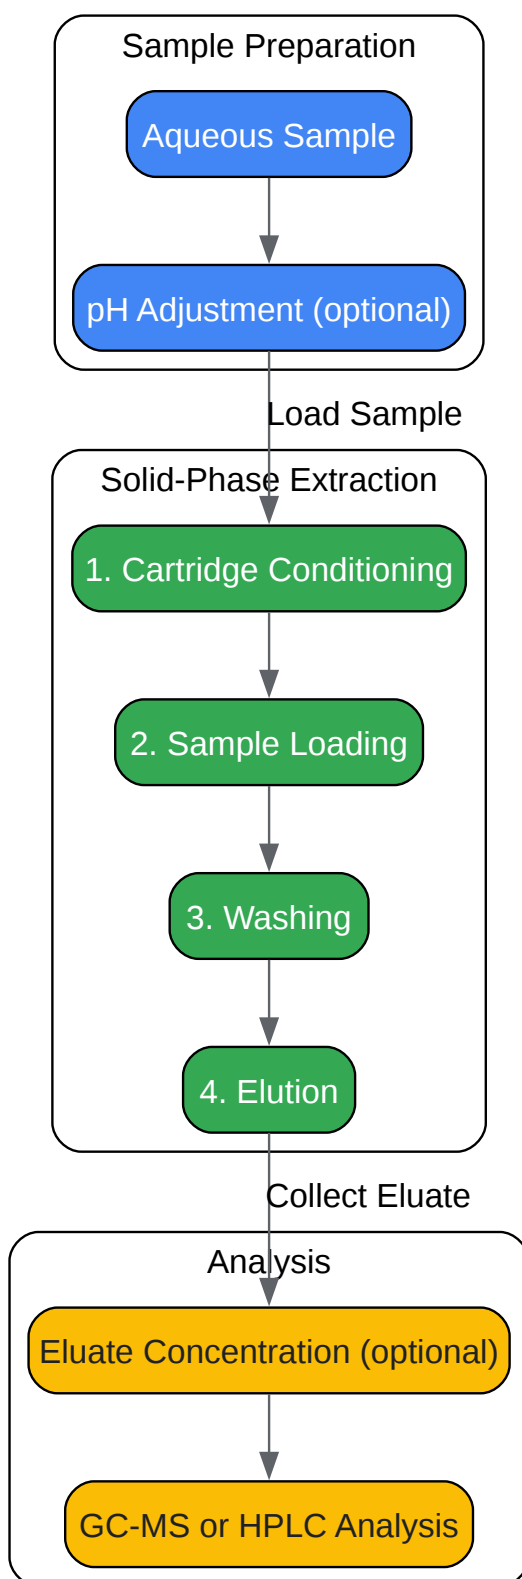 Sample Preparation
Aqueous Sample
pH Adjustment (optional)
Load Sample
Solid-Phase Extraction
1. Cartridge Conditioning
2. Sample Loading
3. Washing
4. Elution
Collect Eluate
Analysis
Eluate Concentration (optional)
GC-MS or HPLC Analysis